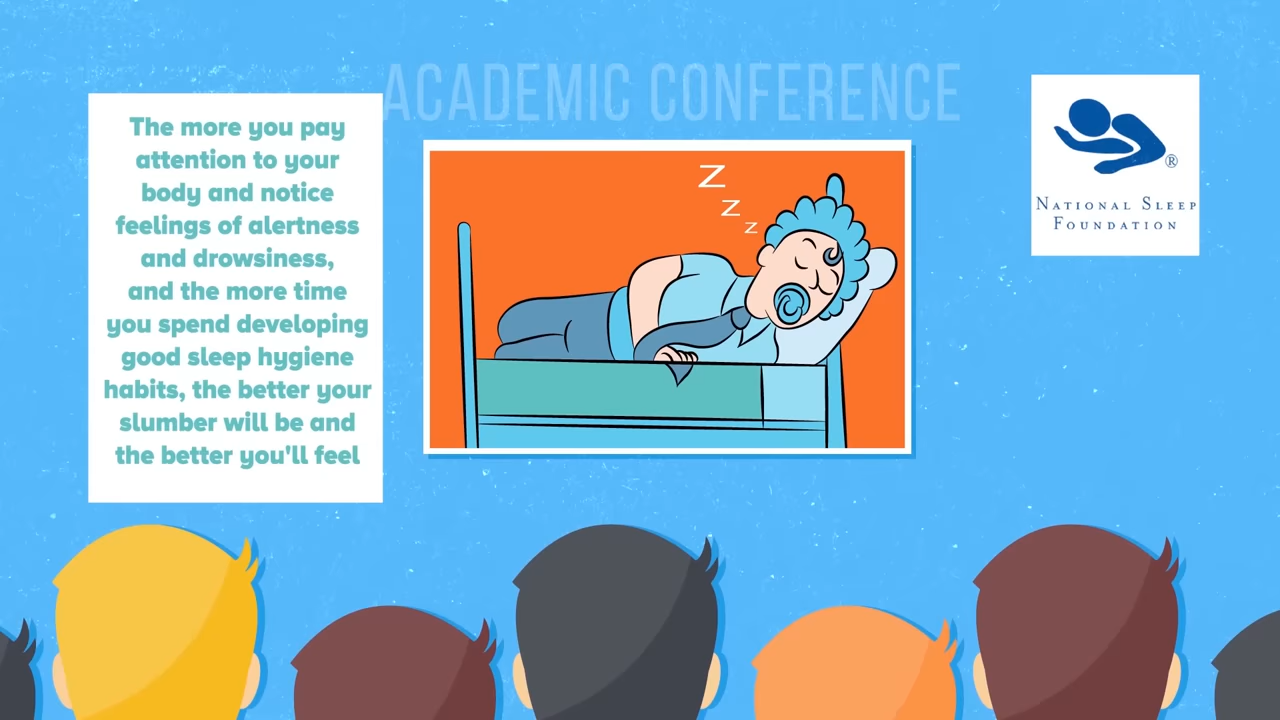 ACADEMIC CONFERENCE
The more you pay
attention to your
body and notice
feelings of alertness
and drowsiness,
and the more time
you spend developing
good sleep hygiene
habits, the better your
slumber will be and
the better you'll feel
Z
Z
Z
®
NATIONAL SLEEP
FOUNDATION